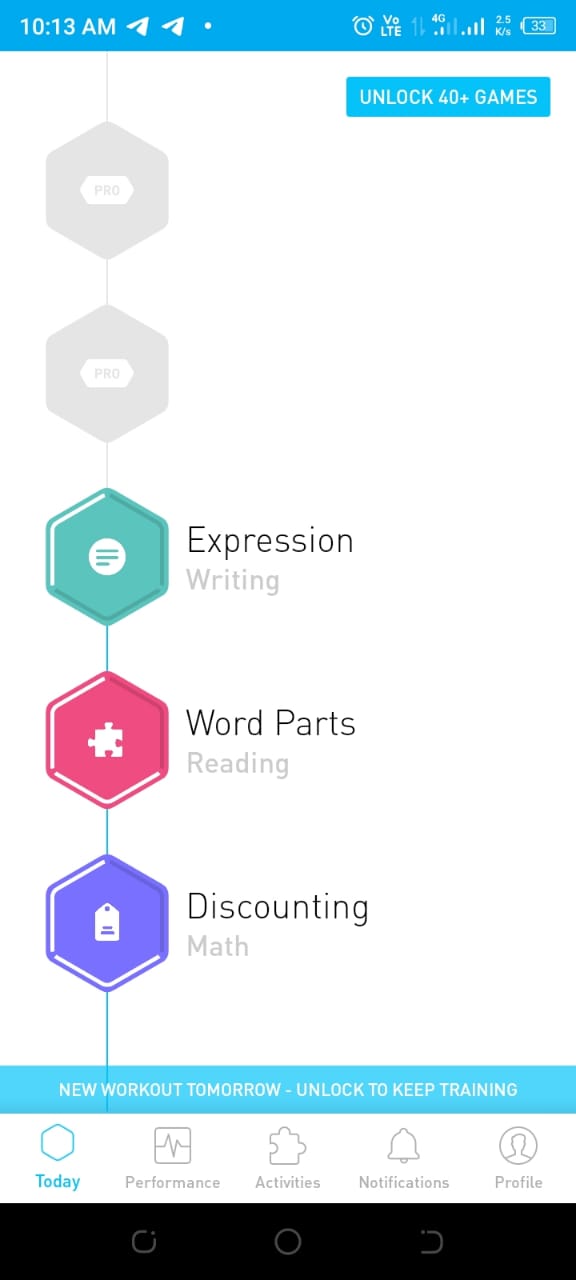 10:13 AM
Vo LTE
4G
2.5 K/s
33
UNLOCK 40+ GAMES
PRO
PRO
Expression
Writing
Word Parts
Reading
Discounting
Math
NEW WORKOUT TOMORROW - UNLOCK TO KEEP TRAINING
Today
Performance
Activities
Notifications
Profile